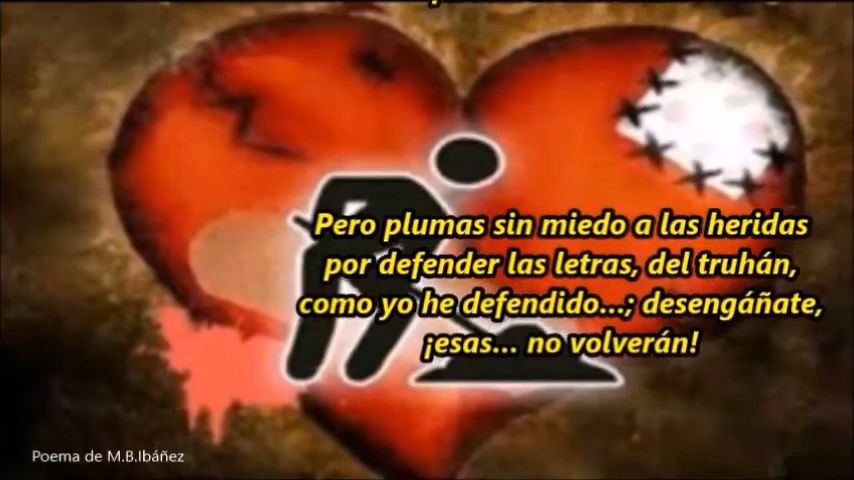 Pero plumas sin miedo a las heridas
por defender las letras, del truhán,
como yo he defendido...; desengáñate,
¡esas... no volverán!
Poema de M.B.Ibáñez